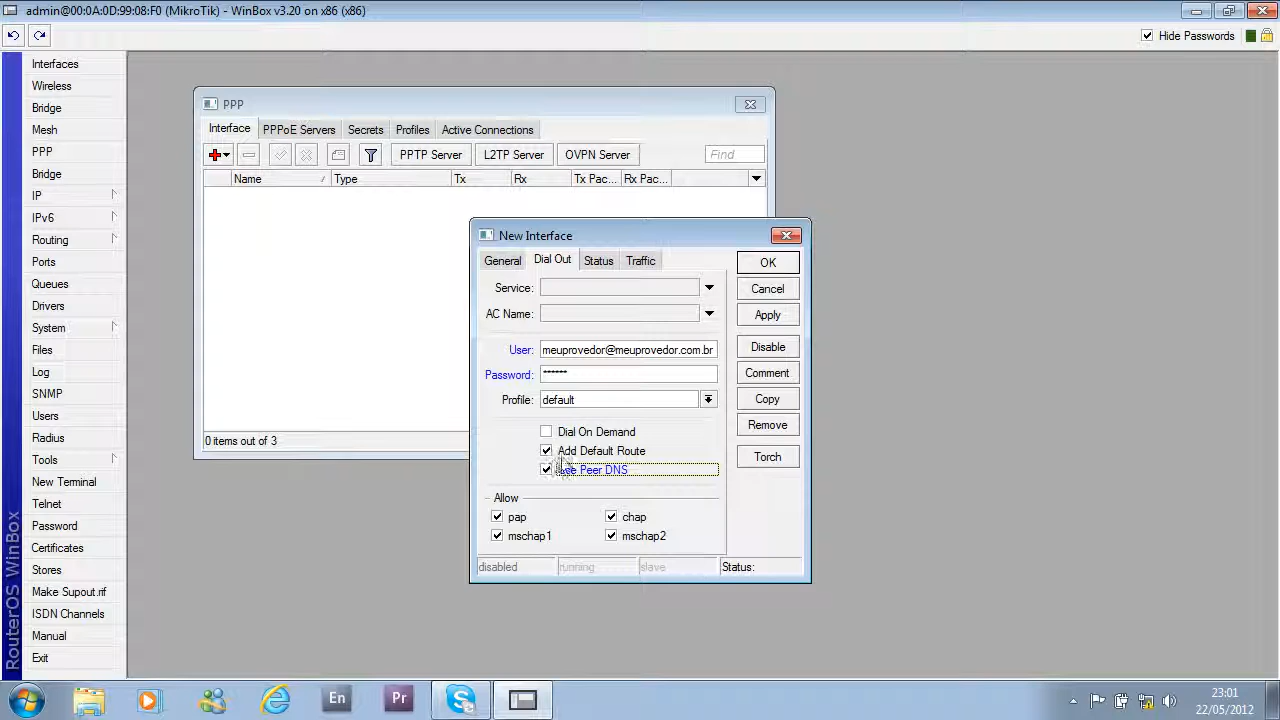 admin@00:0A:0D:99:08:F0 (MikroTik) - WinBox v3.20 on x86 (x86)
Hide Passwords
Interfaces
Wireless
Bridge
Mesh
PPP
Bridge
IP
IPv6
Routing
Ports
Queues
Drivers
System
Files
Log
SNMP
Users
Radius
Tools
New Terminal
Telnet
Password
Certificates
Stores
Make Supout.rif
ISDN Channels
Manual
Exit
RouterOS WinBox
PPP
Interface PPPoE Servers Secrets Profiles Active Connections
PPTP Server L2TP Server OVPN Server Find
Name / Type Tx Rx Tx Pac... Rx Pac...
0 items out of 3
New Interface
General Dial Out Status Traffic
Service:
AC Name:
User: meuprovedor@meuprovedor.com.br
Password: ******
Profile: default
Dial On Demand
Add Default Route
Peer DNS
Allow
pap chap
mschap1 mschap2
disabled running slave Status:
OK
Cancel
Apply
Disable
Comment
Copy
Remove
Torch
En Pr
23:01
22/05/2012